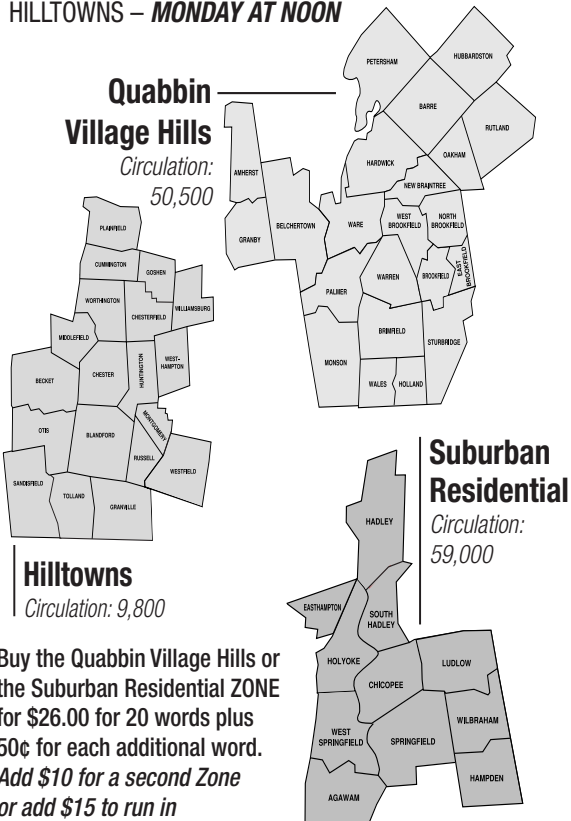 HILLTOWNS – MONDAY AT NOON
Quabbin
Village Hills
Circulation:
50,500
PETERSHAM
HUBBARDSTON
BARRE
RUTLAND
HARDWICK
OAKHAM
NEW BRAINTREE
AMHERST
BELCHERTOWN
GRANBY
WARE
WEST
BROOKFIELD
NORTH
BROOKFIELD
PALMER
WARREN
BROOKFIELD
EAST
BROOKFIELD
BRIMFIELD
STURBRIDGE
MONSON
WALES
HOLLAND
PLAINFIELD
CUMMINGTON
GOSHEN
WORTHINGTON
CHESTERFIELD
WILLIAMSBURG
MIDDLEFIELD
BECKET
CHESTER
HUNTINGTON
WEST-
HAMPTON
OTIS
BLANDFORD
MONTGOMERY
RUSSELL
WESTFIELD
SANDISFIELD
TOLLAND
GRANVILLE
Hilltowns
Circulation: 9,800
Suburban
Residential
Circulation:
59,000
HADLEY
EASTHAMPTON
SOUTH
HADLEY
HOLYOKE
LUDLOW
CHICOPEE
WILBRAHAM
WEST
SPRINGFIELD
SPRINGFIELD
HAMPDEN
AGAWAM
Buy the Quabbin Village Hills or
the Suburban Residential ZONE
for $26.00 for 20 words plus
50¢ for each additional word.
Add $10 for a second Zone
or add $15 to run in